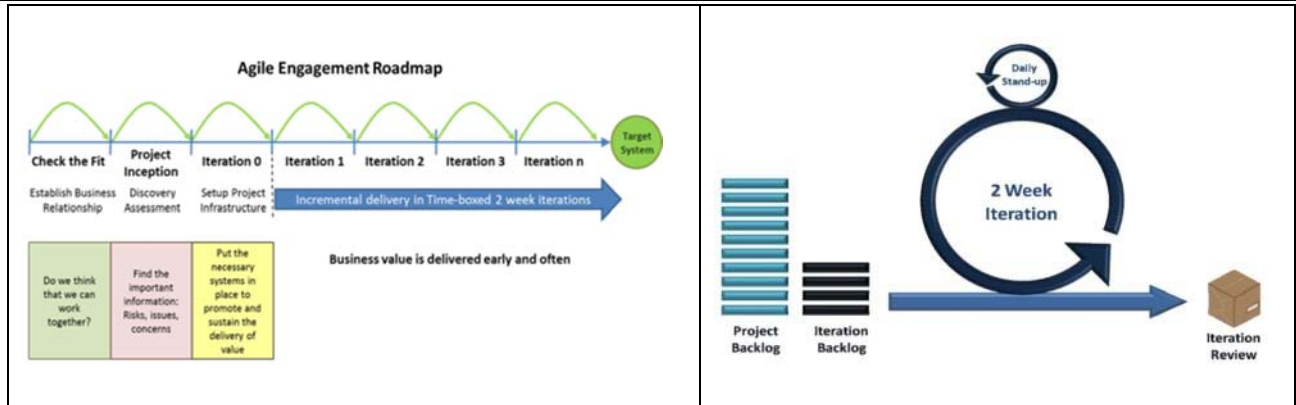 Agile Engagement Roadmap
Target
System
Check the Fit
Project
Inception
Iteration 0
Iteration 1
Iteration 2
Iteration 3
Iteration n
Establish Business
Relationship
Discovery
Assessment
Setup Project
Infrastructure
Incremental delivery in Time-boxed 2 week iterations
Do we think
that we can
work
together?
Find the
important
information:
Risks, issues,
concerns
Put the
necessary
systems in
place to
promote and
sustain the
delivery of
value
Business value is delivered early and often
Daily
Stand-up
2 Week
Iteration
Project
Backlog
Iteration
Backlog
Iteration
Review